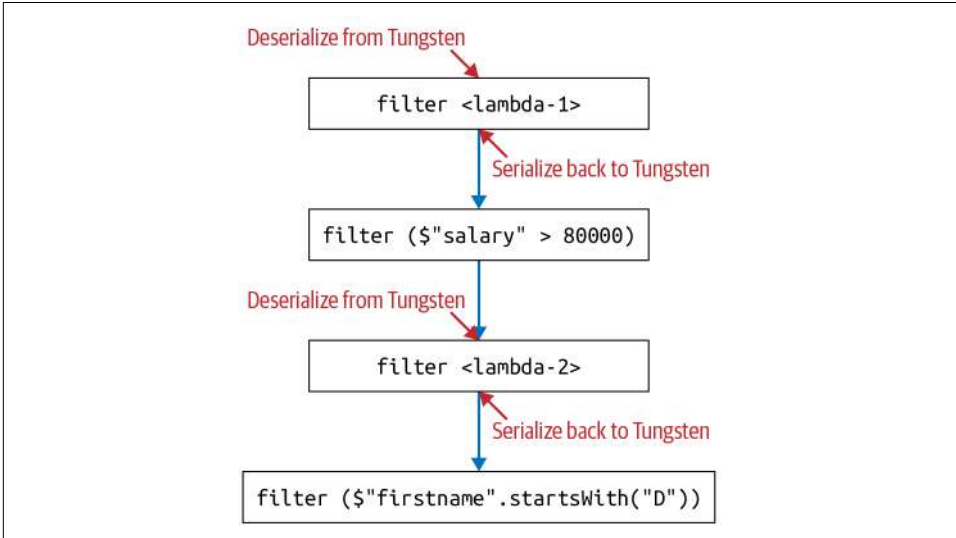 Deserialize from Tungsten
filter <lambda-1>
Serialize back to Tungsten
filter ($"salary" > 80000)
Deserialize from Tungsten
filter <lambda-2>
Serialize back to Tungsten
filter ($"firstname".startsWith("D"))